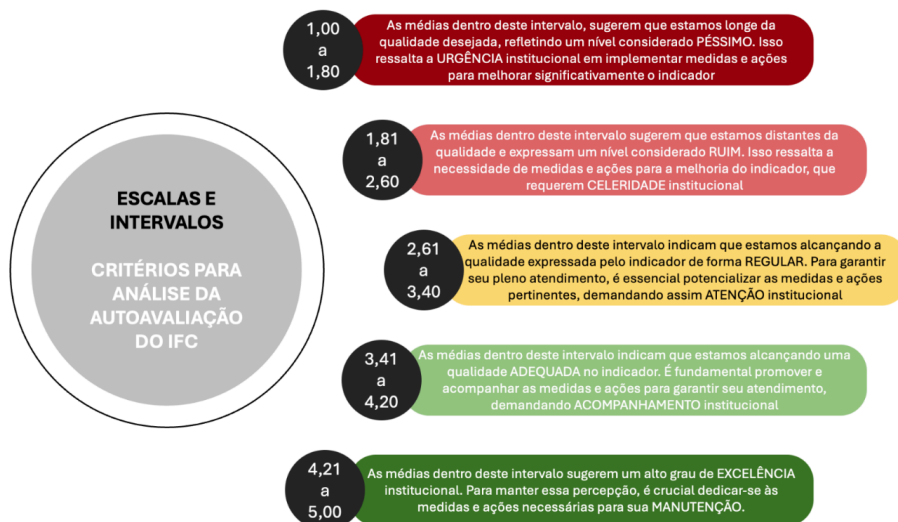 1,00
a
1,80
As médias dentro deste intervalo, sugerem que estamos longe da
qualidade desejada, refletindo um nível considerado PÉSSIMO. Isso
ressalta a URGÊNCIA institucional em implementar medidas e ações
para melhorar significativamente o indicador
1,81
a
2,60
As médias dentro deste intervalo sugerem que estamos distantes da
qualidade e expressam um nível considerado RUIM. Isso ressalta a
necessidade de medidas e ações para a melhoria do indicador, que
requerem CELERIDADE institucional
ESCALAS E
INTERVALOS
CRITÉRIOS PARA
ANÁLISE DA
AUTOAVALIAÇÃO
DO IFC
2,61
a
3,40
As médias dentro deste intervalo indicam que estamos alcançando a
qualidade expressada pelo indicador de forma REGULAR. Para garantir
seu pleno atendimento, é essencial potencializar as medidas e ações
pertinentes, demandando assim ATENÇÃO institucional
3,41
a
4,20
As médias dentro deste intervalo indicam que estamos alcançando uma
qualidade ADEQUADA no indicador. É fundamental promover e
acompanhar as medidas e ações para garantir seu atendimento,
demandando ACOMPANHAMENTO institucional
4,21
a
5,00
As médias dentro deste intervalo sugerem um alto grau de EXCELÊNCIA
institucional. Para manter essa percepção, é crucial dedicar-se às
medidas e ações necessárias para sua MANUTENÇÃO.